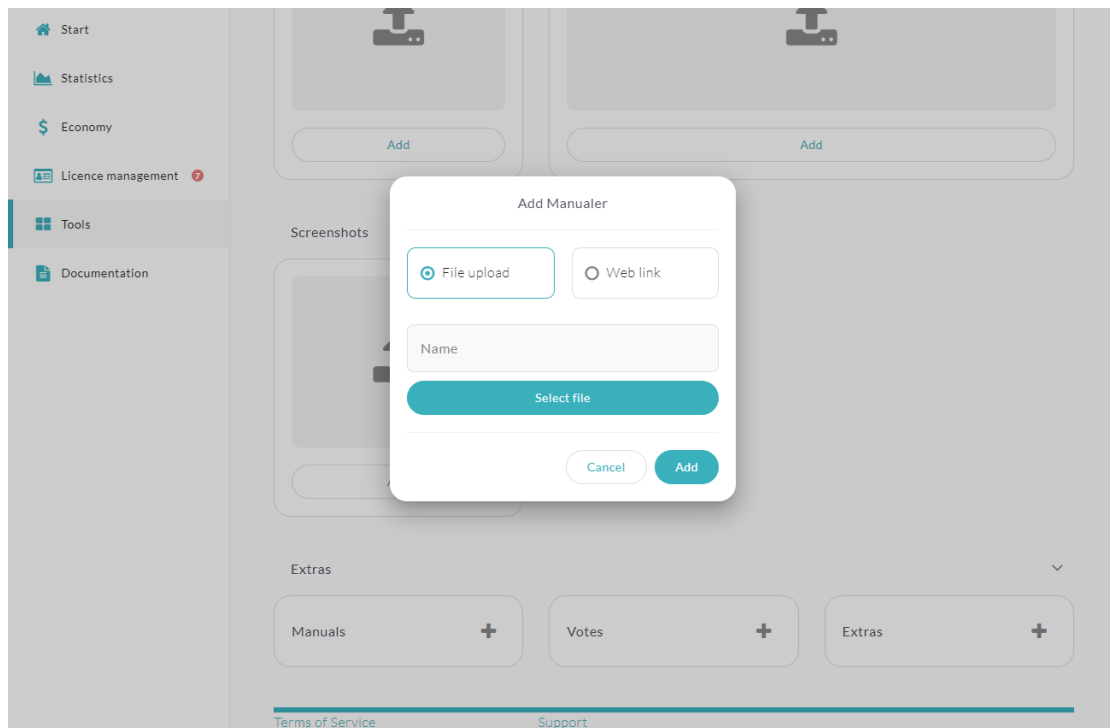 Start
Statistics
Economy
Licence management 7
Tools
Documentation
Add
Add
Screenshots
Add Manualer
File upload
Web link
Name
Select file
Cancel
Add
Extras
Manuals
Votes
Extras
Terms of Service
Support